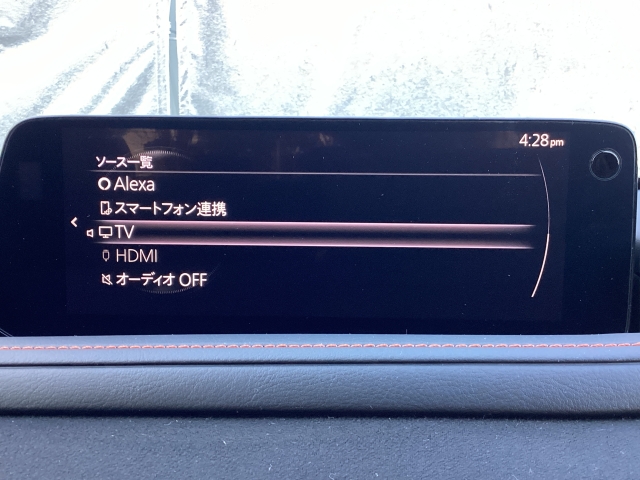 4:28pm
ソース一覧
Alexa
スマートフォン連携
TV
HDMI
オーディオ OFF